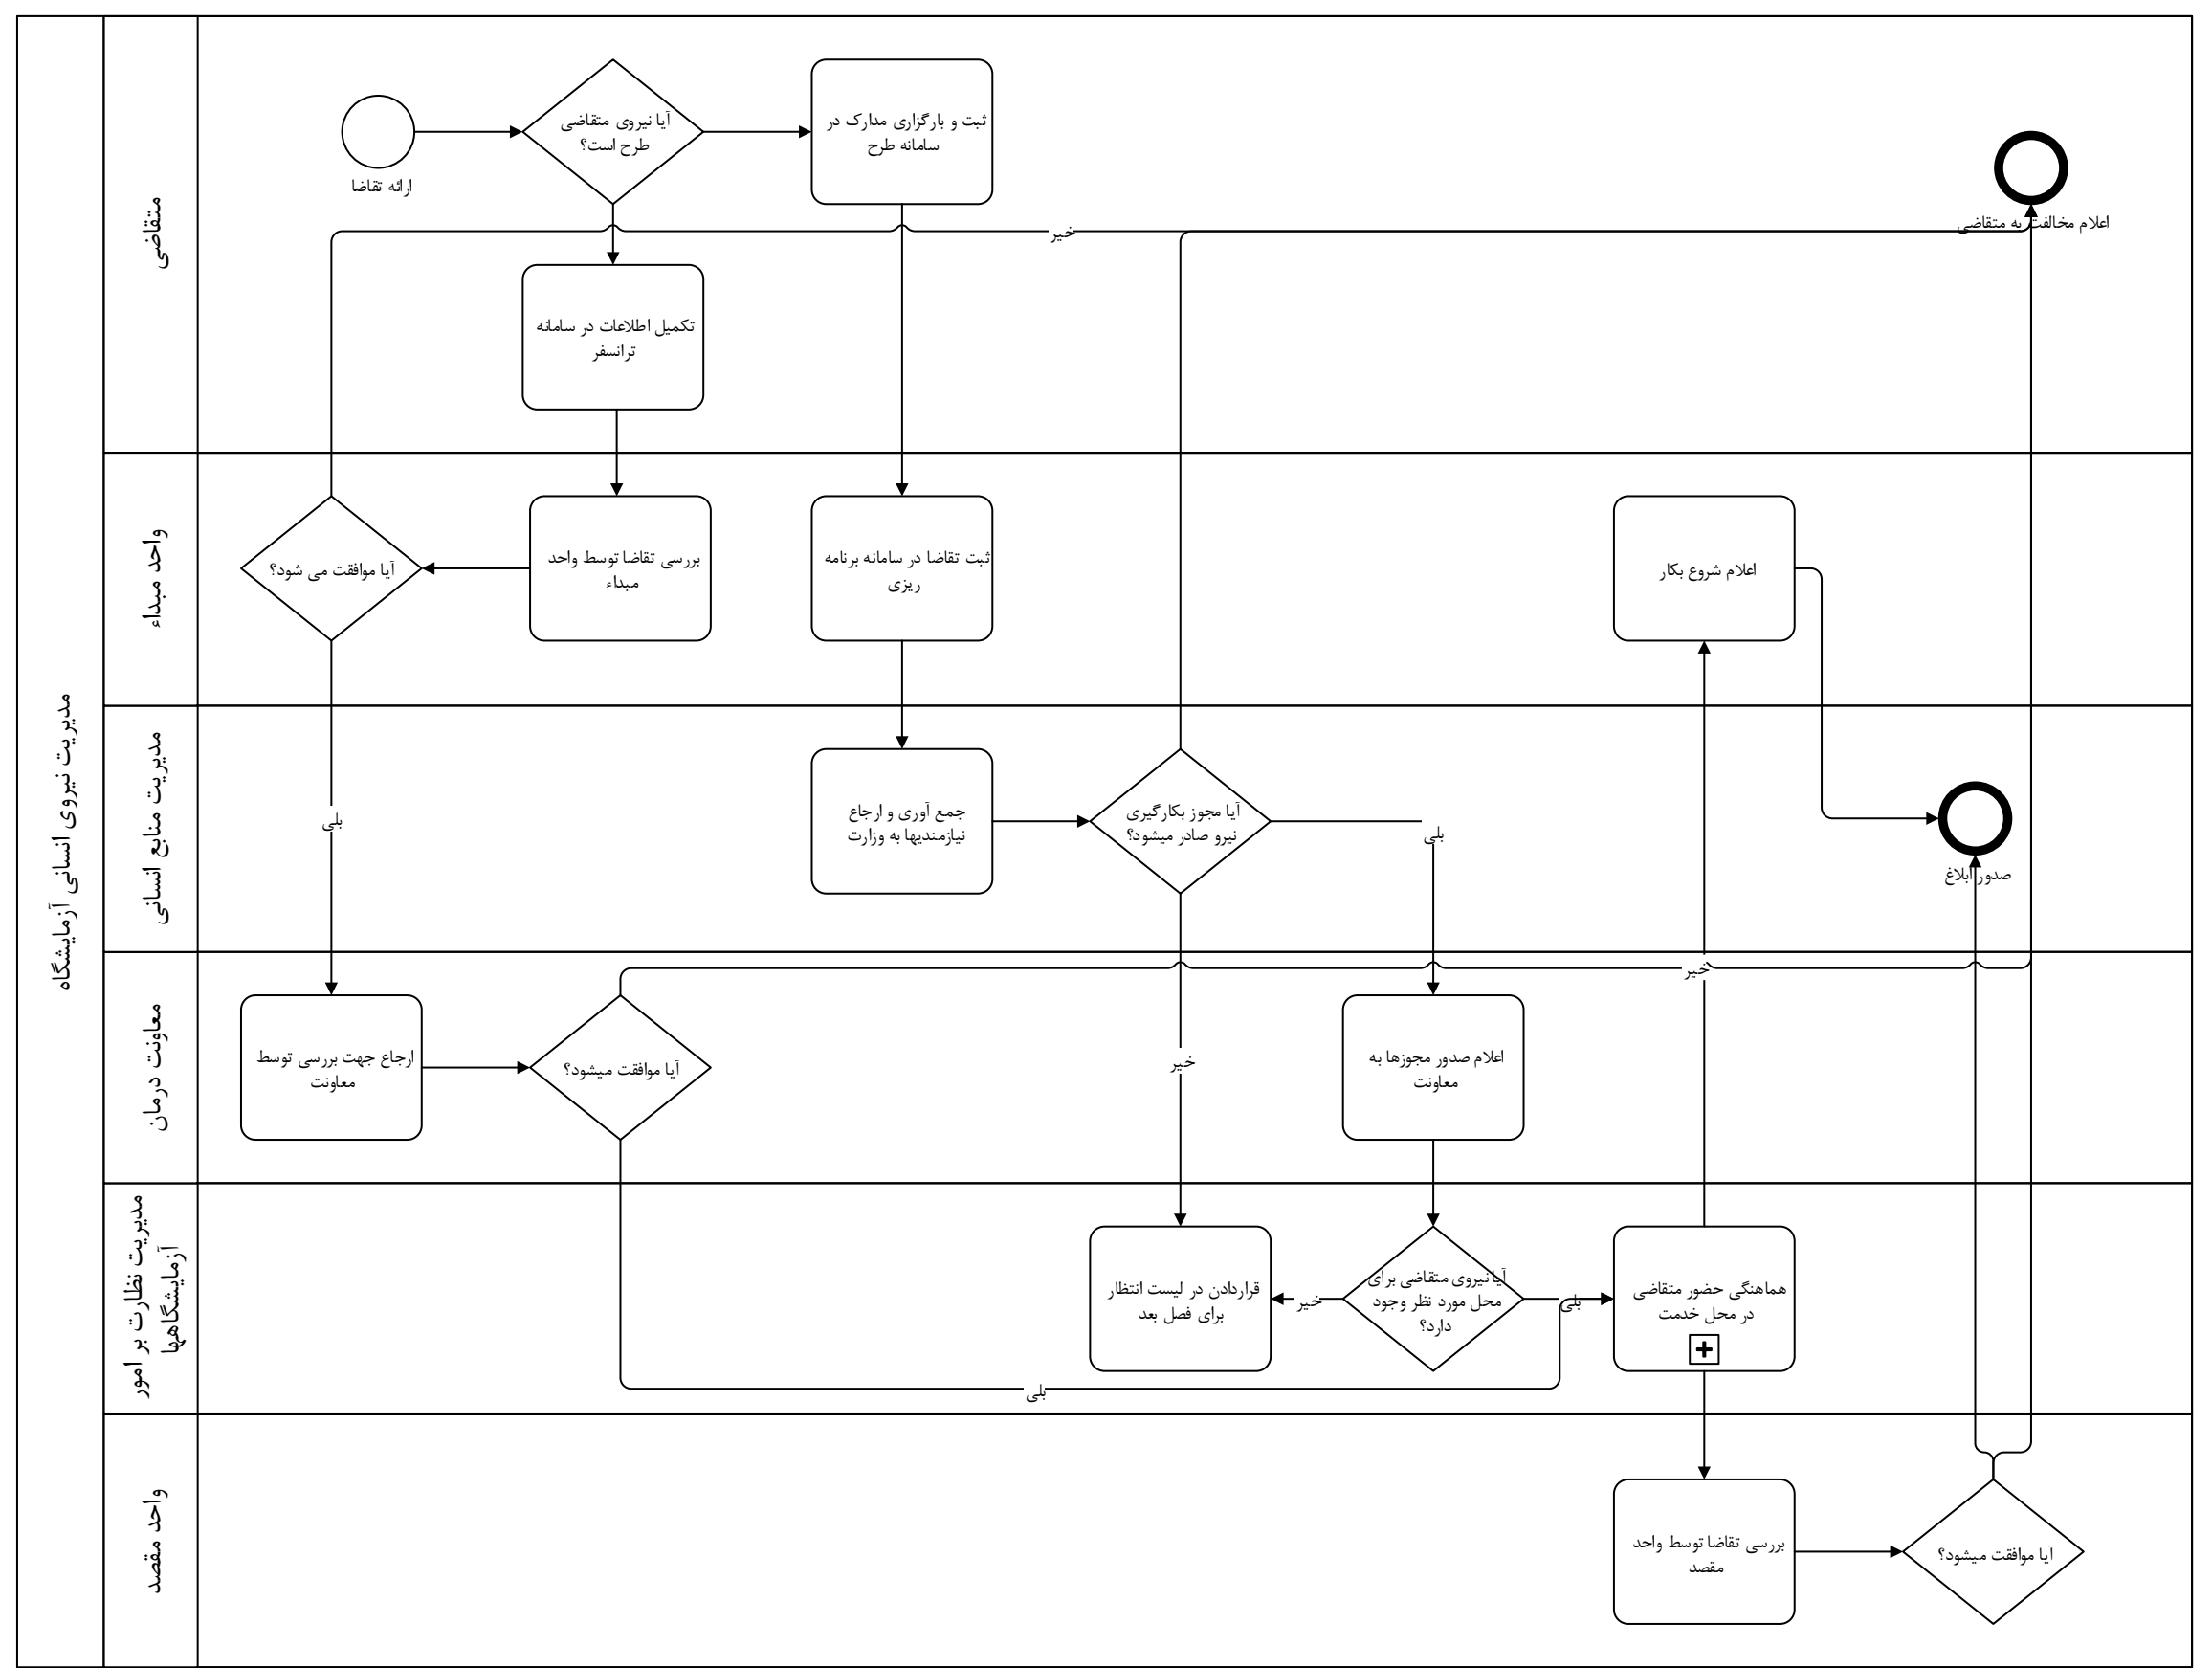 مدیریت نیروی انسانی آزمایشگاه
متقاضی
ارائه تقاضا
آیا نیروی متقاضی
طرح است؟
ثبت و بارگزاری مدارک در
سامانه طرح
اعلام مخالفت به متقاضی
خیر
تکمیل اطلاعات در سامانه
ترانسفر
واحد مبداء
آیا موافقت می شود؟
بررسی تقاضا توسط واحد
مبداء
ثبت تقاضا در سامانه برنامه
ریزی
اعلام شروع بکار
مدیریت منابع انسانی
بلی
جمع آوری و ارجاع
نیازمندیها به وزارت
آیا مجوز بکارگیری
نیرو صادر میشود؟
بلی
صدور ابلاغ
معاونت درمان
خیر
ارجاع جهت بررسی توسط
معاونت
آیا موافقت میشود؟
خیر
اعلام صدور مجوزها به
معاونت
مدیریت نظارت بر امور
آزمایشگاهها
قراردادن در لیست انتظار
برای فصل بعد
خیر
آیا نیروی متقاضی برای
محل مورد نظر وجود
دارد؟
بلی
هماهنگی حضور متقاضی
در محل خدمت
بلی
واحد مقصد
بررسی تقاضا توسط واحد
مقصد
آیا موافقت میشود؟